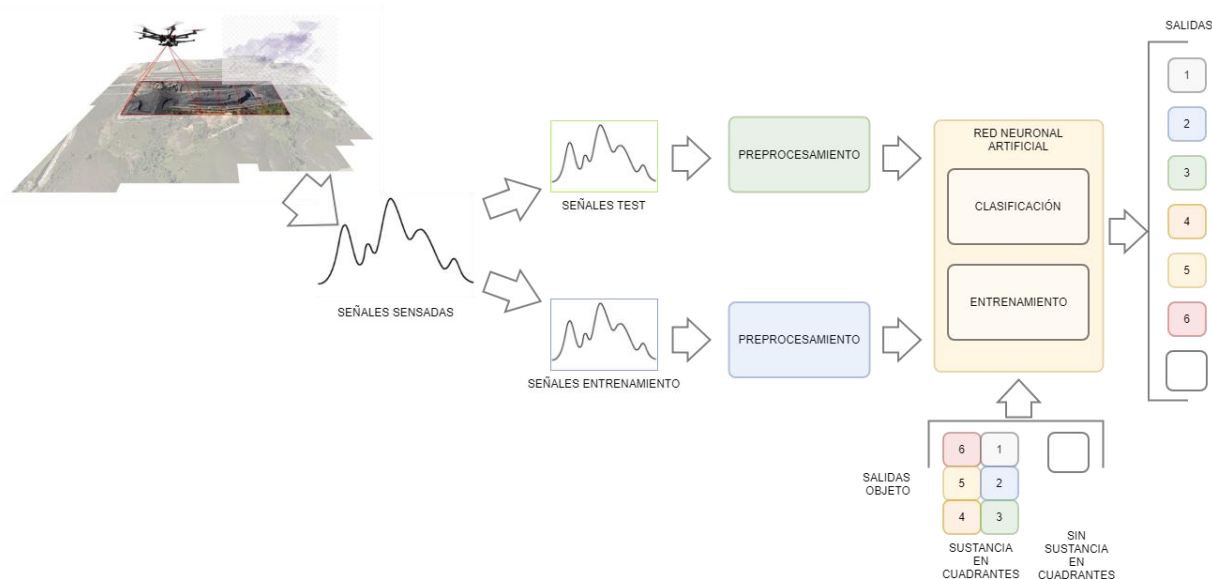 SALIDAS
1
2
3
4
5
6
RED NEURONAL
ARTIFICIAL
CLASIFICACIÓN
ENTRENAMIENTO
PREPROCESAMIENTO
SEÑALES TEST
SEÑALES SENSADAS
PREPROCESAMIENTO
SEÑALES ENTRENAMIENTO
SALIDAS
OBJETO
6 1
5 2
4 3
SUSTANCIA
EN
CUADRANTES
SIN
SUSTANCIA
EN
CUADRANTES